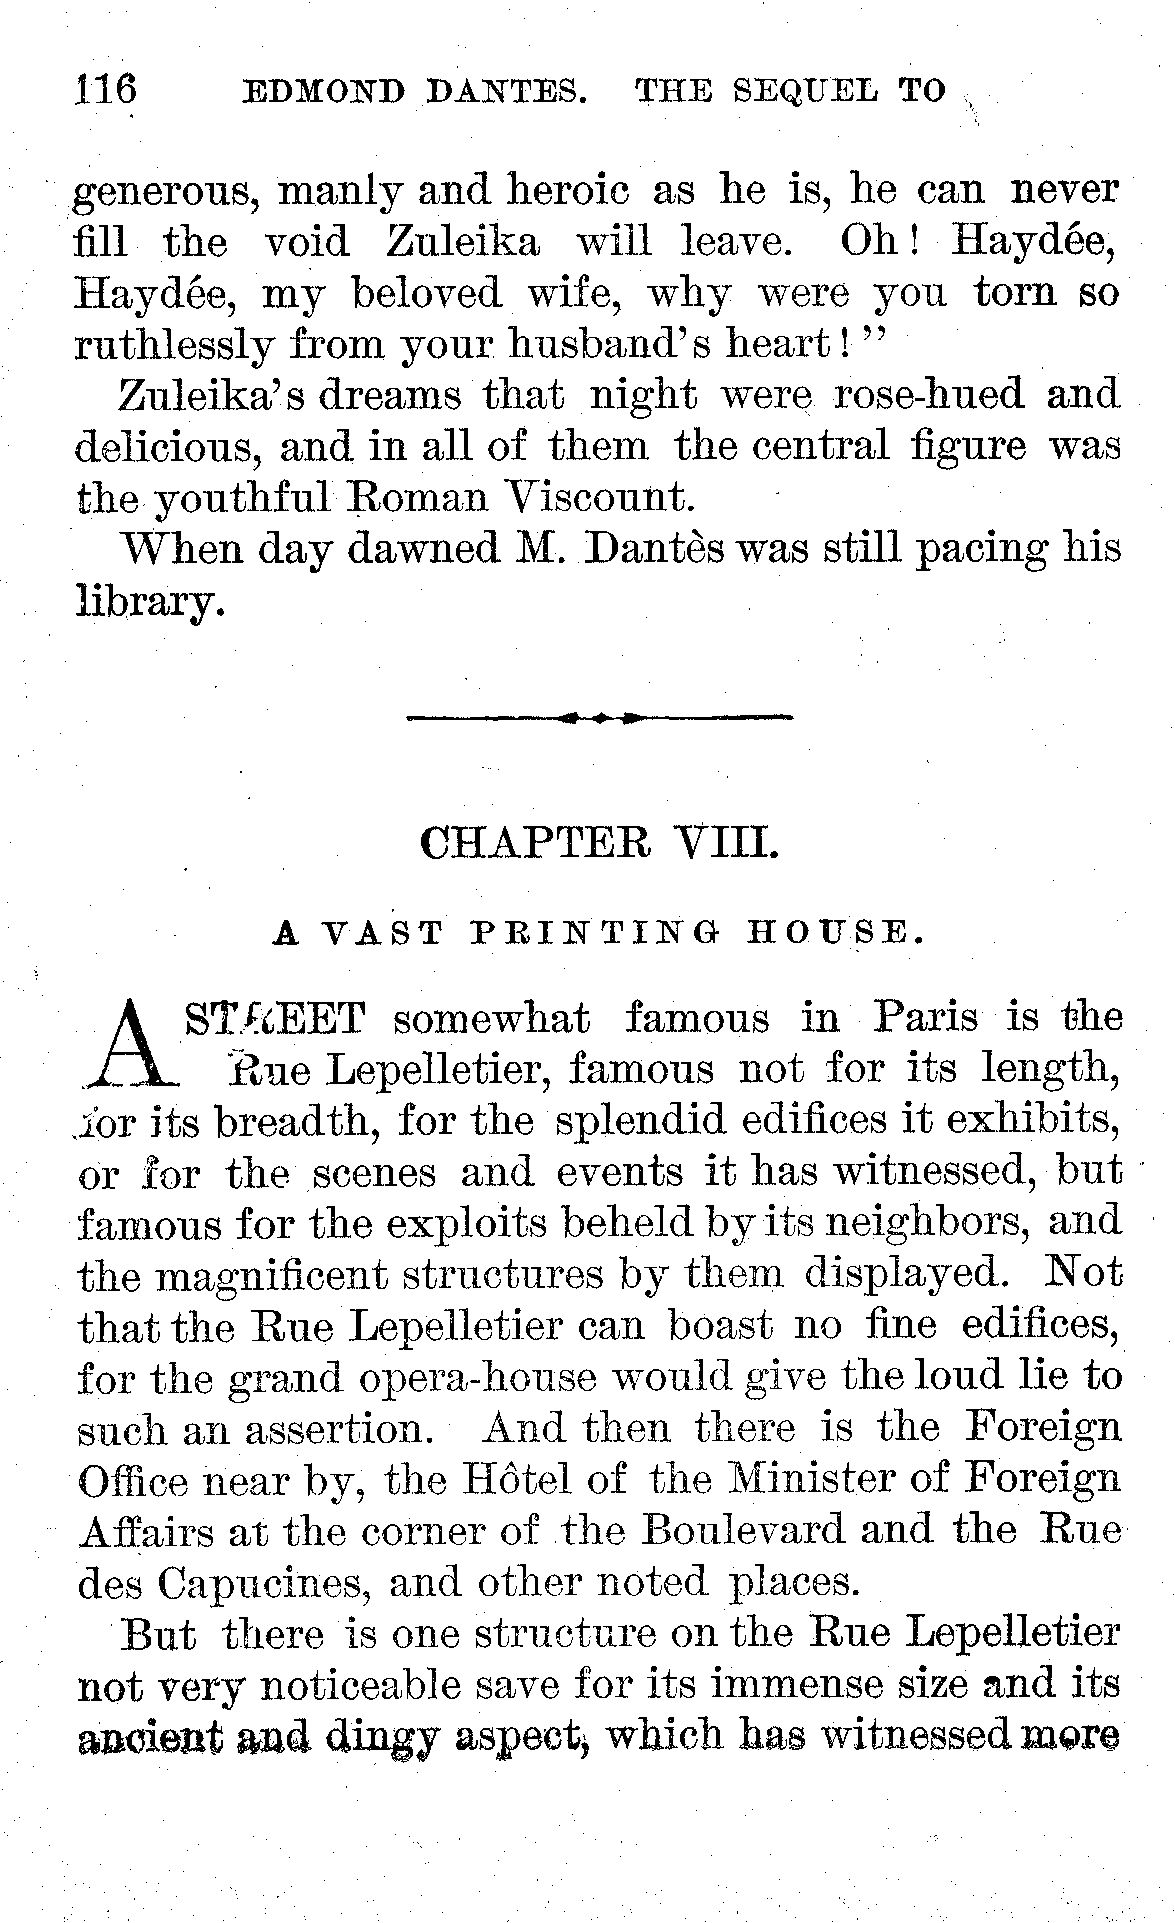 116 EDMOND DANTES. THE SEQUEL TO
generous, manly and heroic as he is, he can never
fill the void Zuleika will leave. Oh! Haydée,
Haydée, my beloved wife, why were you torn so
ruthlessly from your husband's heart!"
Zuleika's dreams that night were rose-hued and
delicious, and in all of them the central figure was
the youthful Roman Viscount.
When day dawned M. Dantès was still pacing his
library.
CHAPTER VIII.
A VAST PRINTING HOUSE.
A STREET somewhat famous in Paris is the
Rue Lepelletier, famous not for its length,
for its breadth, for the splendid edifices it exhibits,
or for the scenes and events it has witnessed, but
famous for the exploits beheld by its neighbors, and
the magnificent structures by them displayed. Not
that the Rue Lepelletier can boast no fine edifices,
for the grand opera-house would give the loud lie to
such an assertion. And then there is the Foreign
Office near by, the Hôtel of the Minister of Foreign
Affairs at the corner of the Boulevard and the Rue
des Capucines, and other noted places.
But there is one structure on the Rue Lepelletier
not very noticeable save for its immense size and its
ancient and dingy aspect, which has witnessed more